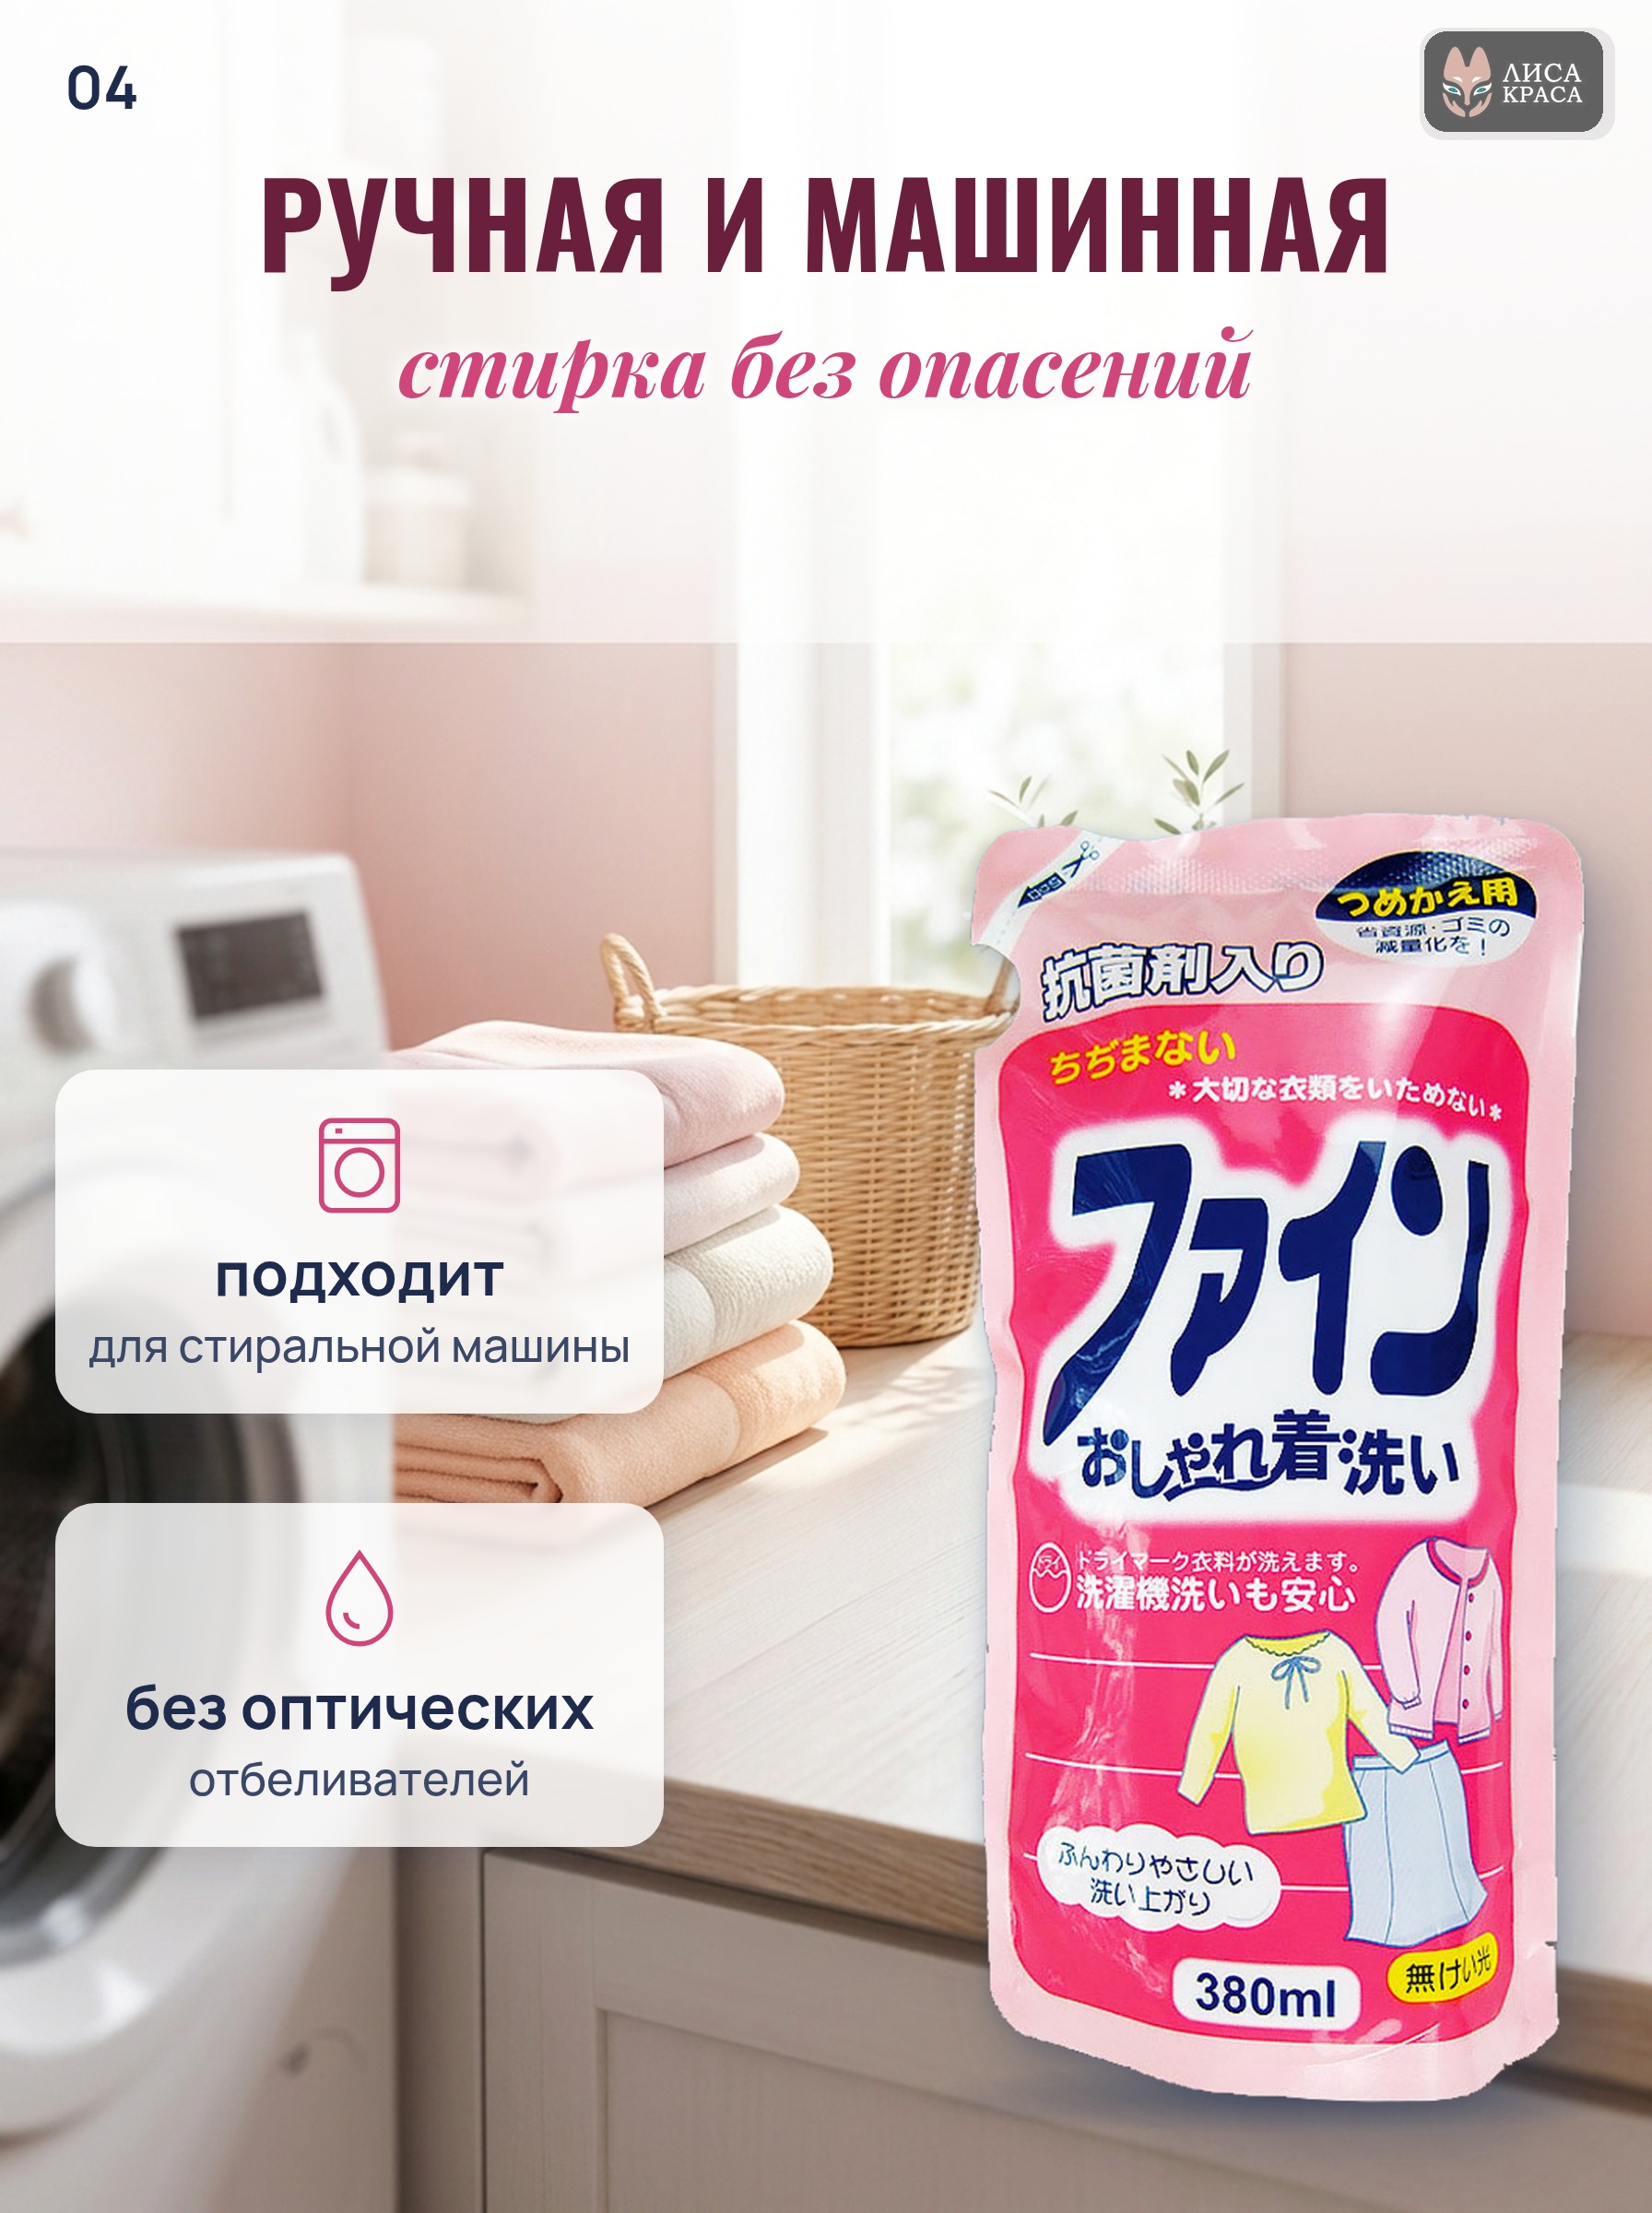 04
ЛИСА
КРАСА
РУЧНАЯ И МАШИННАЯ
стирка без опасений
подходит
для стиральной машины
без оптических
отбеливателей
つめかえ用
省資源・ゴミの
減量化を!
抗菌剤入り
ちぢまない
*大切な衣類をいためない*
ファイン
おしゃれ着洗い
ドライ
ドライマーク衣料が洗えます。
洗濯機洗いも安心
ふんわりやさしい
洗い上がり
380ml
無けい光